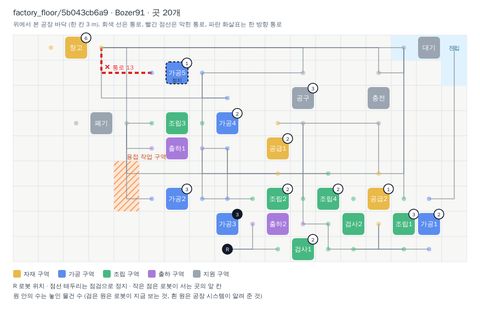 factory_floor/5b043cb6a9 · Bozer91 · 곳 20개
위에서 본 공장 바닥 (한 칸 3 m). 회색 선은 통로, 빨간 점선은 막힌 통로, 파란 화살표는 한 방향 통로
창고 6
대기
전입
✖ 통로 13
가공5 1
공구 3
충전
폐기
조립3
가공4 2
출하1
공급1 2
용접 작업 구역
가공2 3
조립2 2
조립4 2
공급2 1
가공3 3
출하2
검사2
조립1 3
가공1 2
R
검사1 2
자재 구역 가공 구역 조립 구역 출하 구역 지원 구역
R 로봇 위치 · 점선 테두리는 점검으로 정지 · 작은 점은 로봇이 서는 곳의 앞 칸
원 안의 수는 놓인 물건 수 (검은 원은 로봇이 지금 보는 것, 흰 원은 공장 시스템이 알려 준 것)